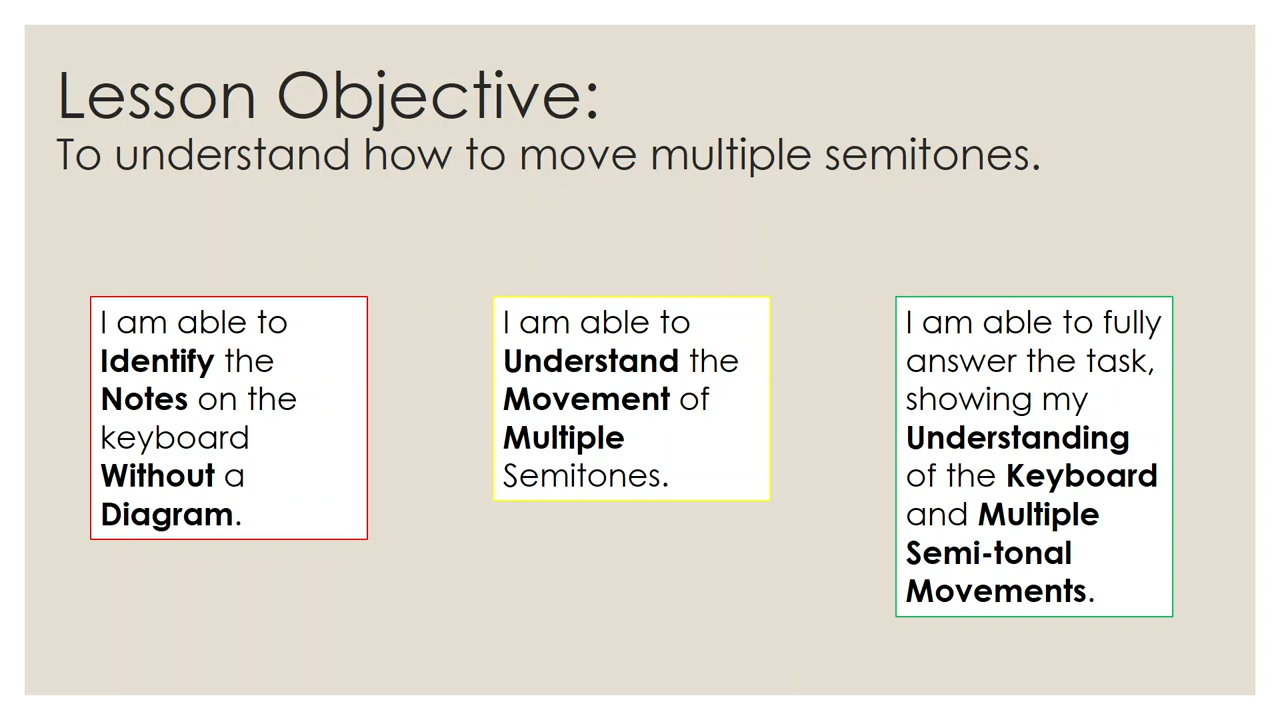 Lesson Objective:
To understand how to move multiple semitones.
I am able to
Identify the
Notes on the
keyboard
Without a
Diagram.
I am able to
Understand the
Movement of
Multiple
Semitones.
I am able to fully
answer the task,
showing my
Understanding
of the Keyboard
and Multiple
Semi-tonal
Movements.